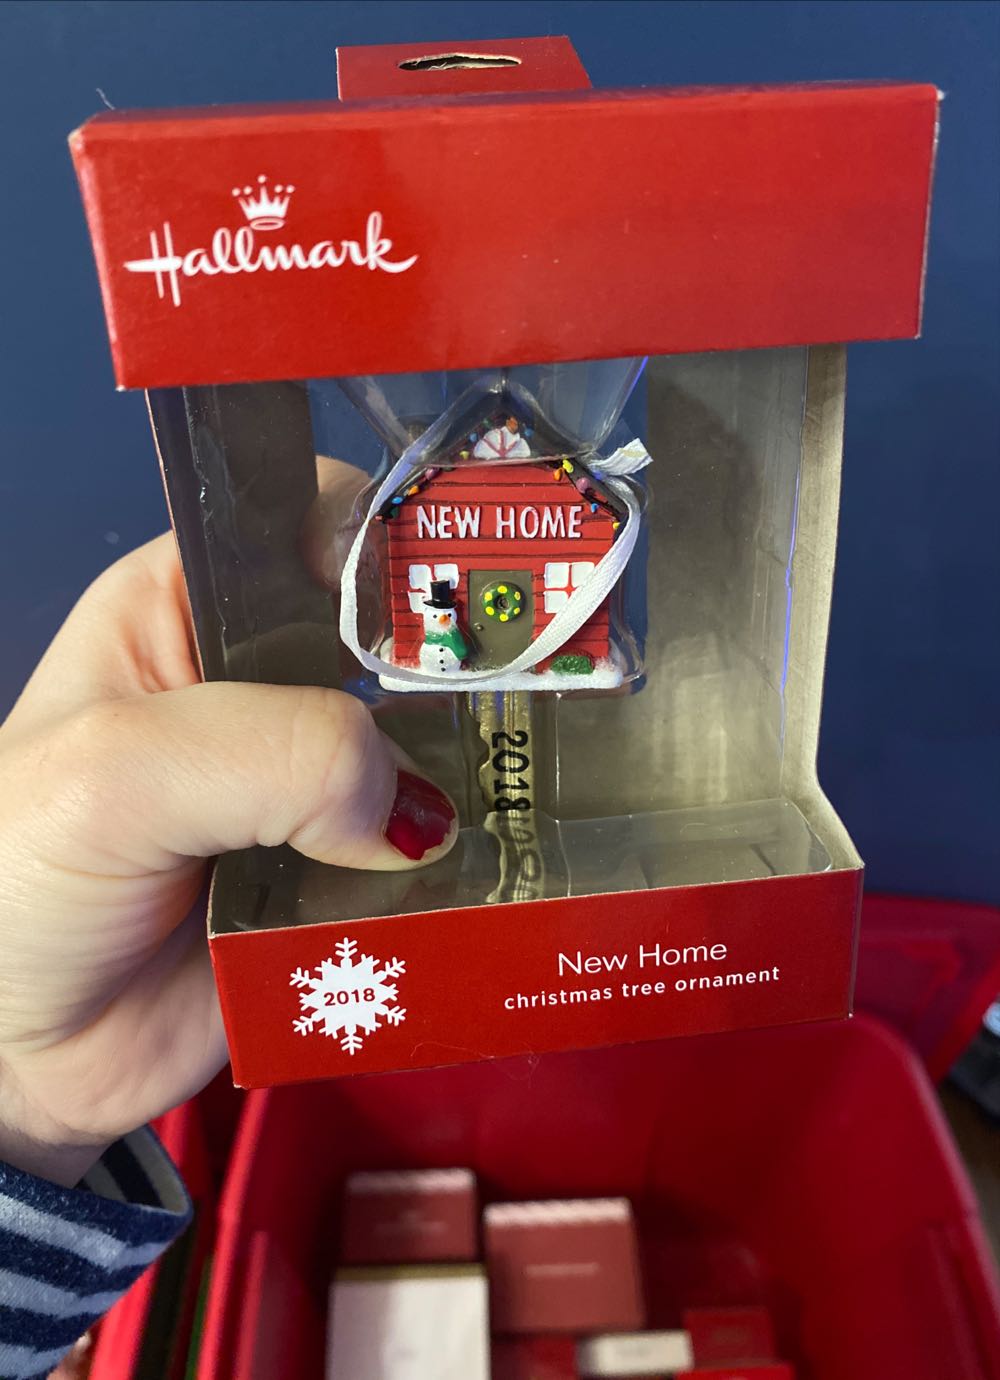 Hallmark
NEW HOME
2018
2018
New Home
christmas tree ornament